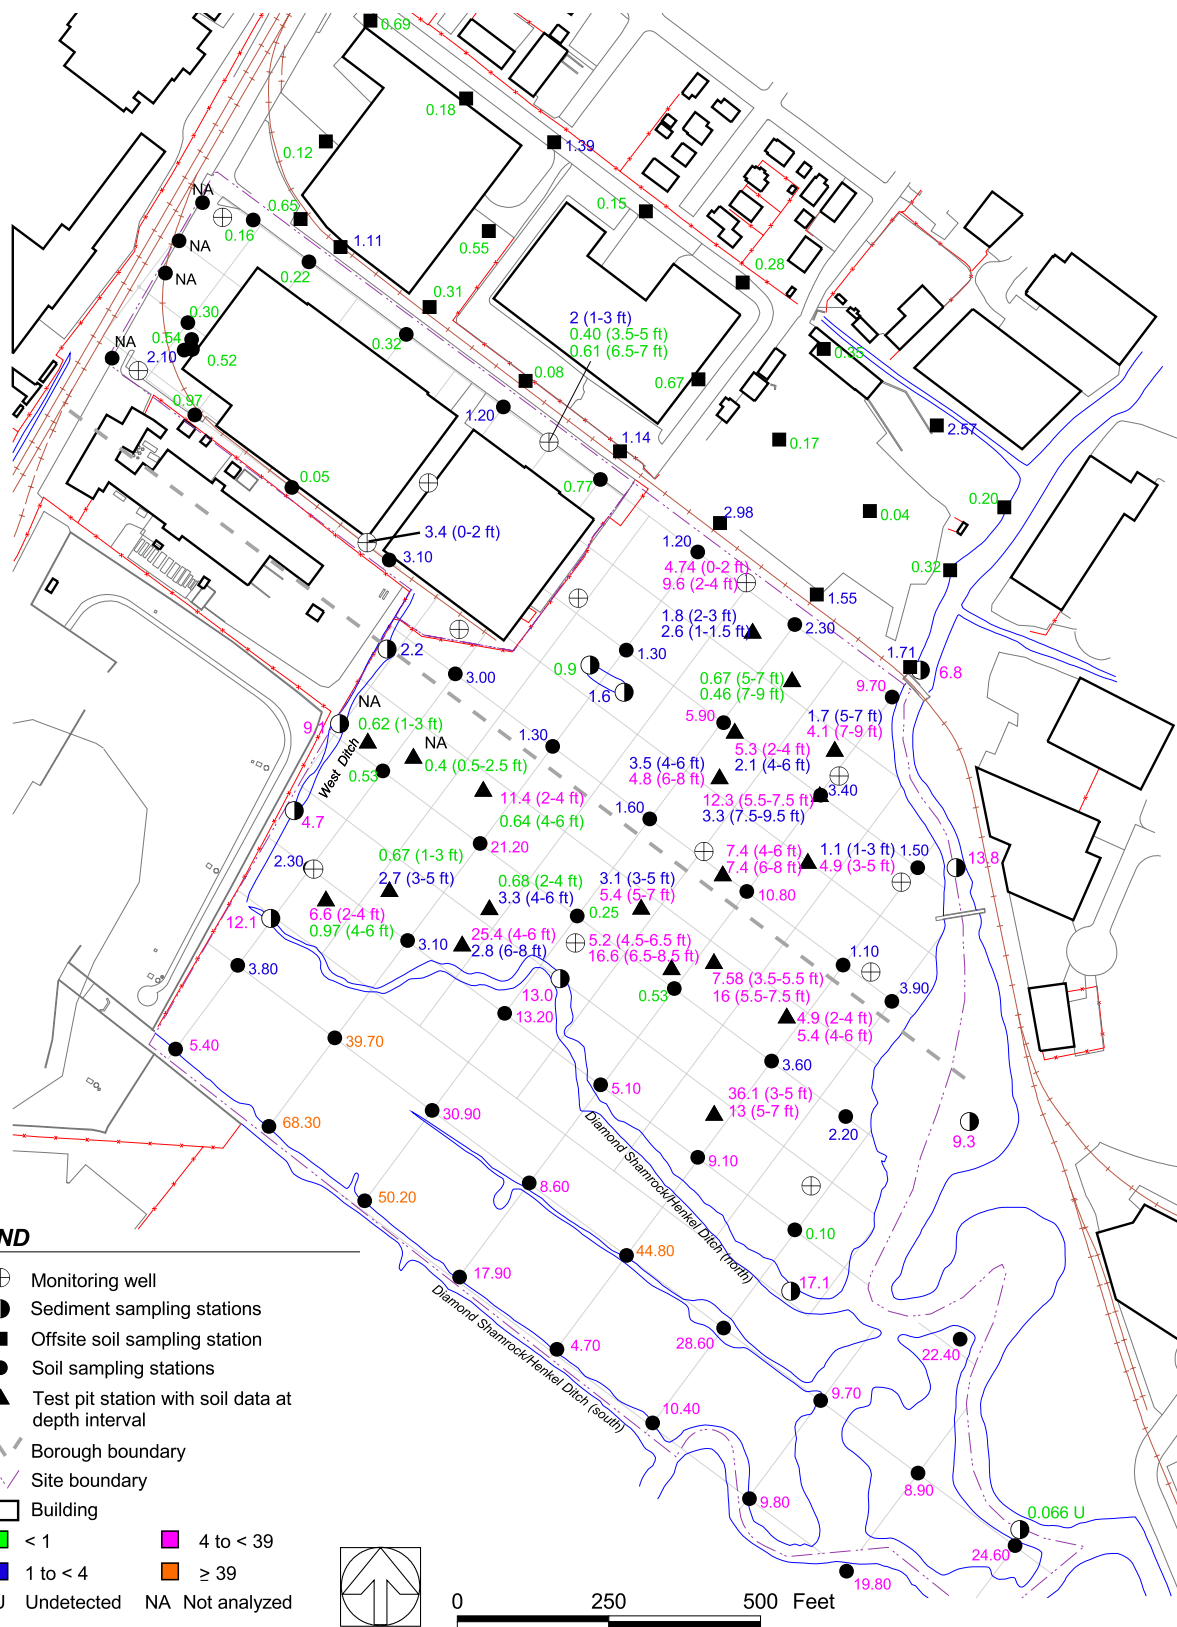 0.69
0.18
0.12
1.39
NA
0.65
0.15
0.16
NA
1.11
0.55
0.22
0.28
NA
0.31
2 (1-3 ft)
0.30
0.40 (3.5-5 ft)
0.54
0.32
0.61 (6.5-7 ft)
NA
2.10
0.52
0.35
0.08
0.67
0.97
1.20
1.14
2.57
0.17
0.05
0.77
0.20
2.98
0.04
3.4 (0-2 ft)
1.20
3.10
4.74 (0-2 ft)
0.32
9.6 (2-4 ft)
1.55
1.8 (2-3 ft)
2.6 (1-1.5 ft)
2.30
2.2
1.30
1.71
0.9
3.00
0.67 (5-7 ft)
6.8
1.6
0.46 (7-9 ft)
9.70
NA
5.90
1.7 (5-7 ft)
9.1
0.62 (1-3 ft)
4.1 (7-9 ft)
1.30
NA
5.3 (2-4 ft)
West Ditch
0.4 (0.5-2.5 ft)
3.5 (4-6 ft)
2.1 (4-6 ft)
0.53
4.8 (6-8 ft)
3.40
11.4 (2-4 ft)
12.3 (5.5-7.5 ft)
1.60
3.3 (7.5-9.5 ft)
4.7
0.64 (4-6 ft)
21.20
7.4 (4-6 ft)
1.1 (1-3 ft)
1.50
0.67 (1-3 ft)
7.4 (6-8 ft)
4.9 (3-5 ft)
13.8
2.30
2.7 (3-5 ft)
0.68 (2-4 ft)
3.1 (3-5 ft)
3.3 (4-6 ft)
5.4 (5-7 ft)
10.80
6.6 (2-4 ft)
0.25
12.1
0.97 (4-6 ft)
25.4 (4-6 ft)
5.2 (4.5-6.5 ft)
3.10
2.8 (6-8 ft)
16.6 (6.5-8.5 ft)
1.10
3.80
7.58 (3.5-5.5 ft)
3.90
13.0
0.53
16 (5.5-7.5 ft)
13.20
4.9 (2-4 ft)
5.4 (4-6 ft)
5.40
39.70
3.60
5.10
36.1 (3-5 ft)
13 (5-7 ft)
30.90
68.30
2.20
9.3
9.10
Diamond Shamrock/Henkel Ditch (north)
8.60
50.20
0.10
44.80
17.90
17.1
Diamond Shamrock/Henkel Ditch (south)
28.60
4.70
22.40
9.70
10.40
8.90
9.80
0.066 U
24.60
19.80
ND
Monitoring well
Sediment sampling stations
Offsite soil sampling station
Soil sampling stations
Test pit station with soil data at
depth interval
Borough boundary
Site boundary
Building
< 1
4 to < 39
1 to < 4
≥ 39
U Undetected
NA Not analyzed
0 250 500 Feet